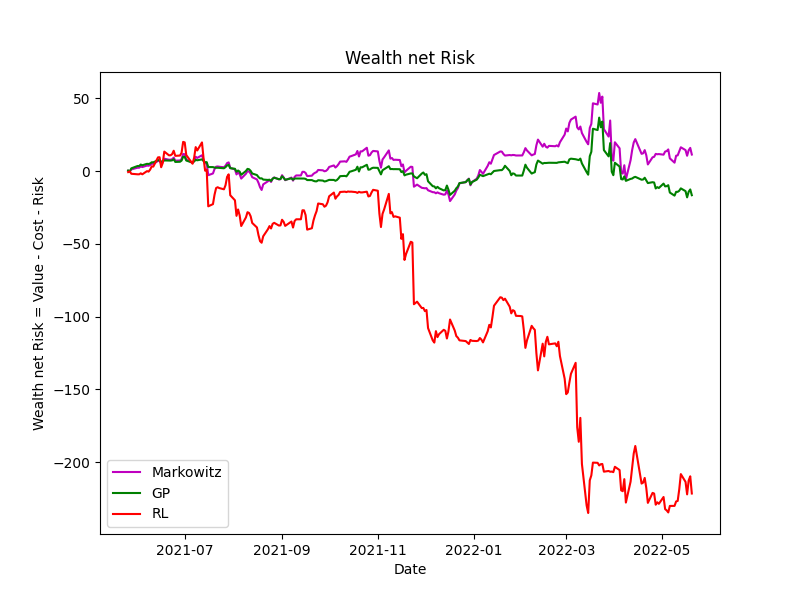 Wealth net Risk
Wealth net Risk = Value - Cost - Risk
50
0
−50
−100
−150
−200
Markowitz
GP
RL
2021-07
2021-09
2021-11
2022-01
2022-03
2022-05
Date